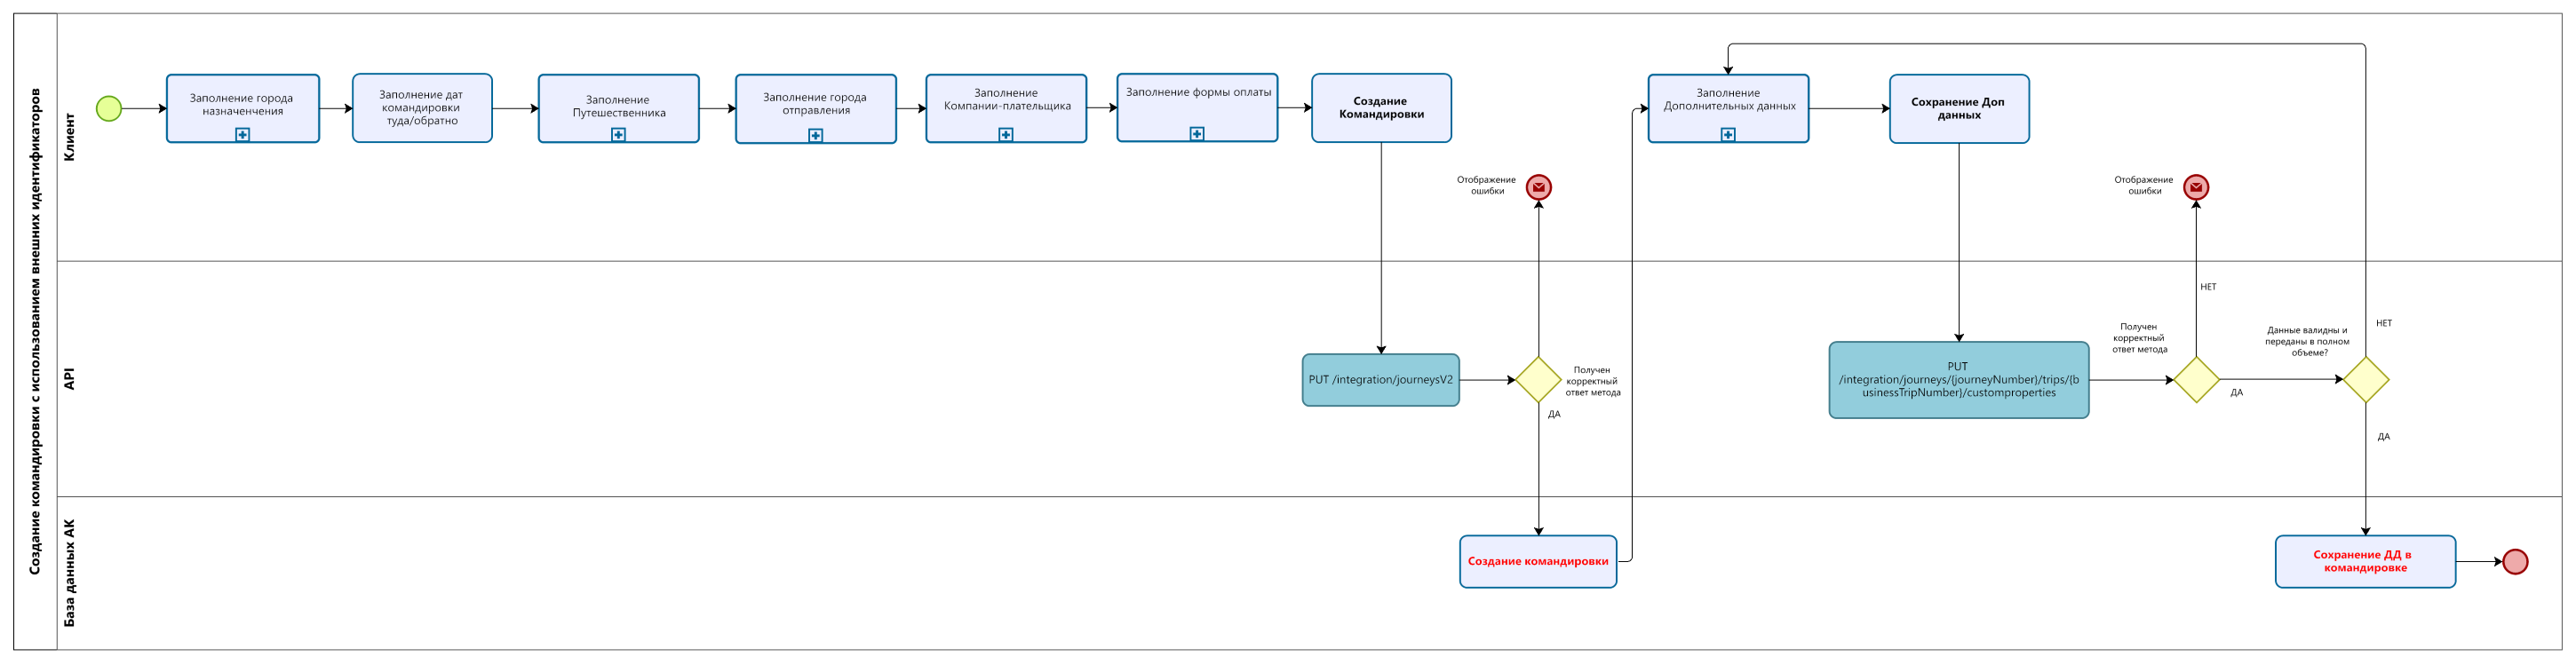 Создание командировки с использованием внешних идентификаторов
Клиент
Заполнение города
назначенчения
Заполнение дат
командировки
туда/обратно
Заполнение
Путешественника
Заполнение города
отправления
Заполнение
Компании-плательщика
Заполнение формы оплаты
Создание
Командировки
Отображение
ошибки
Заполнение
Дополнительных данных
Сохранение Доп
данных
Отображение
ошибки
API
PUT /integration/journeysV2
Получен
корректный
ответ метода
ДА
PUT
/integration/journeys/{journeyNumber}/trips/{b
usinessTripNumber}/customproperties
Получен
корректный
ответ метода
НЕТ
ДА
Данные валидны и
переданы в полном
объеме?
НЕТ
ДА
База данных АК
Создание командировки
Сохранение ДД в
командировке